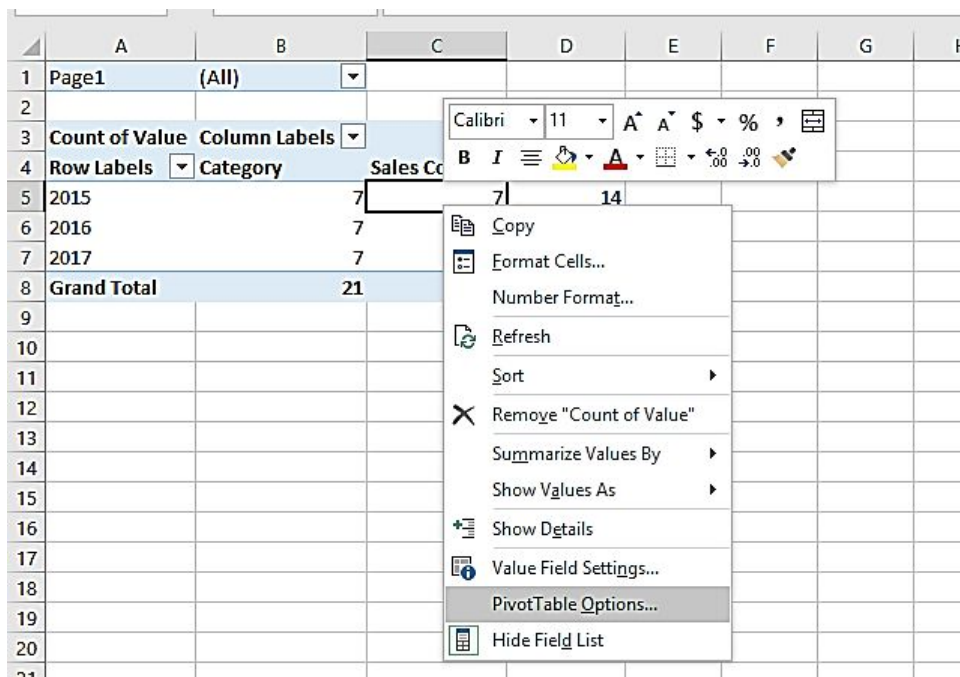 A B C D E F G
1 Page1 (All)
2 Calibri 11 A A $ % ,
3 Count of Value Column Labels B I A .00 .0
4 Row Labels Category Sales Co
5 2015 7 7 14
6 2016 7
7 2017 7
8 Grand Total 21
9
10
11
12
13
14
15
16
17
18
19
20
Copy
Format Cells...
Number Format...
Refresh
Sort
Remove "Count of Value"
Summarize Values By
Show Values As
Show Details
Value Field Settings...
PivotTable Options...
Hide Field List